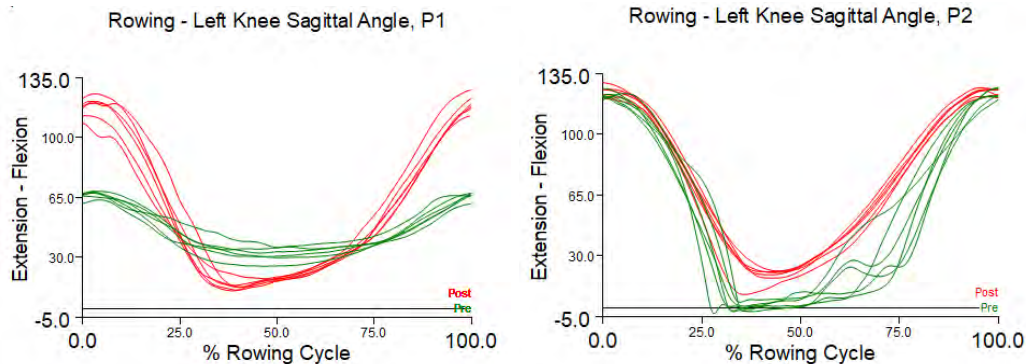 Rowing - Left Knee Sagittal Angle, P1
135.0
100.0
65.0
30.0
-5.0
Extension - Flexion
Post
Pre
0.0
25.0
50.0
75.0
100.0
% Rowing Cycle
Rowing - Left Knee Sagittal Angle, P2
135.0
100.0
65.0
30.0
-5.0
Extension - Flexion
Post
Pre
0.0
25.0
50.0
75.0
100.0
% Rowing Cycle